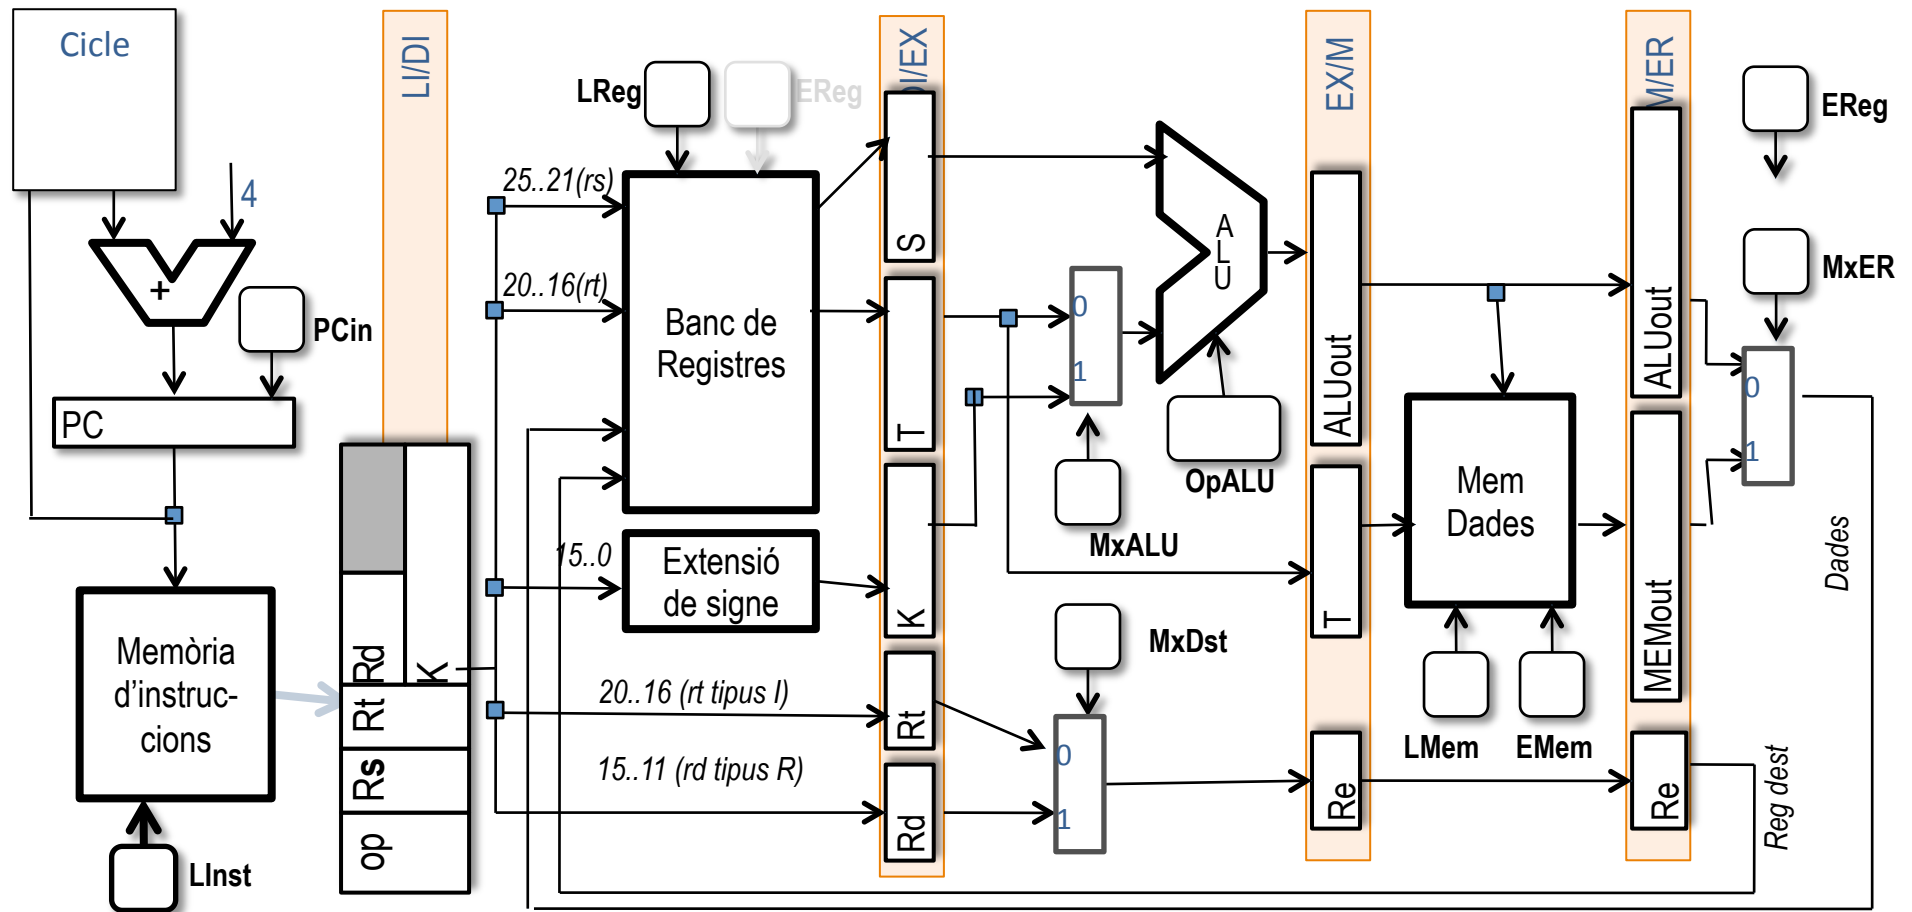 Cicle
4
+
PCin
PC
Memòria
d'instruc-
cions
LInst
LI/DI
Rd
K
Rt
Rs
op
LReg
EReg
25..21(rs)
20..16(rt)
Banc de
Registres
15..0
Extensió
de signe
20..16 (rt tipus I)
15..11 (rd tipus R)
DI/EX
S
T
K
Rt
Rd
0
1
MxALU
ALU
OpALU
MxDst
0
1
EX/M
ALUout
T
Re
Mem
Dades
LMem
EMem
M/ER
ALUout
MEMout
Re
EReg
MxER
0
1
Dades
Reg dest